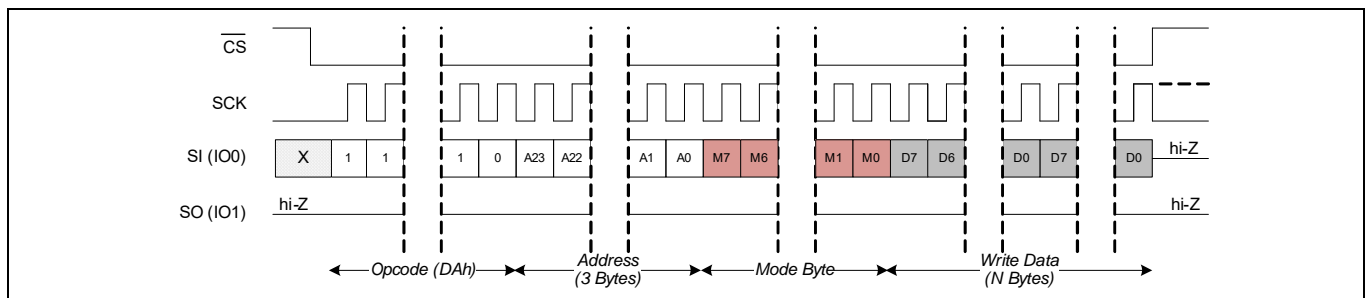 CS
SCK
SI (IO0) X 1 1 1 0 A23 A22 A1 A0 M7 M6 M1 M0 D7 D6 D0 D7 D0 hi-Z
SO (IO1) hi-Z hi-Z
Opcode (DAh) Address (3 Bytes) Mode Byte Write Data (N Bytes)